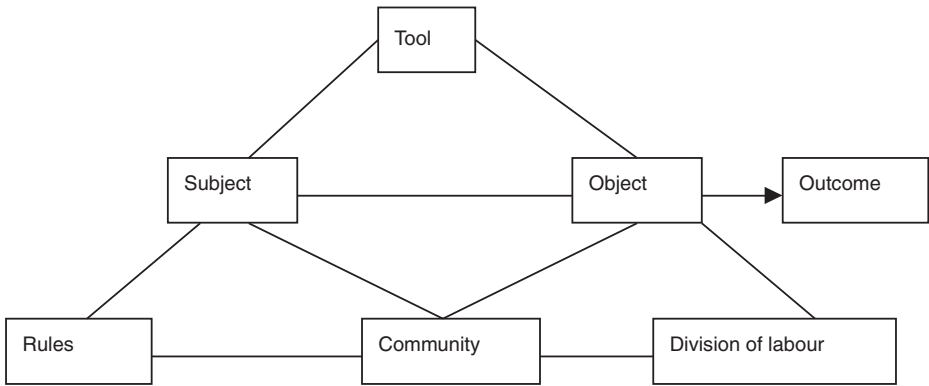 Tool
Subject
Object
Outcome
Rules
Community
Division of labour